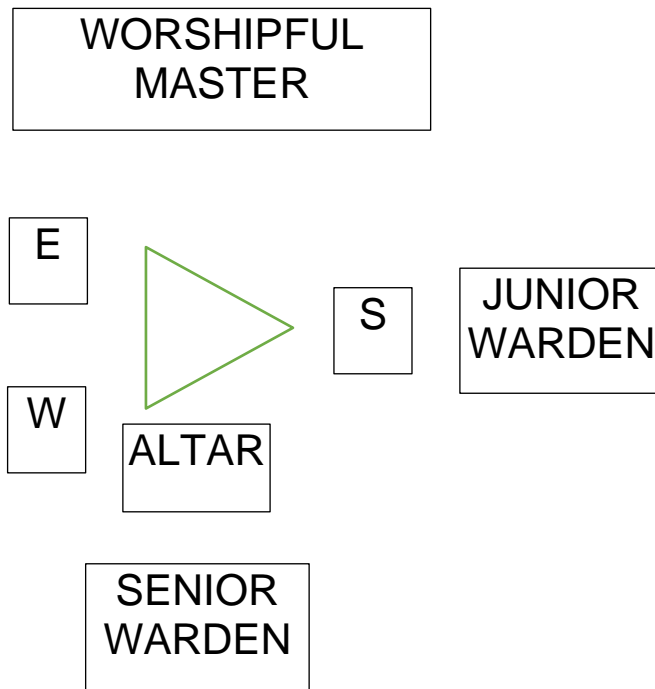 WORSHIPFUL
MASTER
E
S
JUNIOR
WARDEN
W
ALTAR
SENIOR
WARDEN